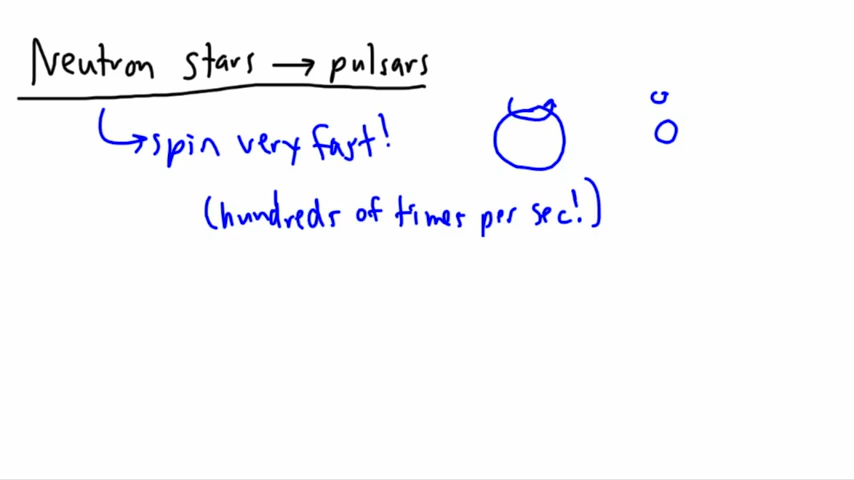 Neutron stars → pulsars
spin very fast!
(hundreds of times per sec!)